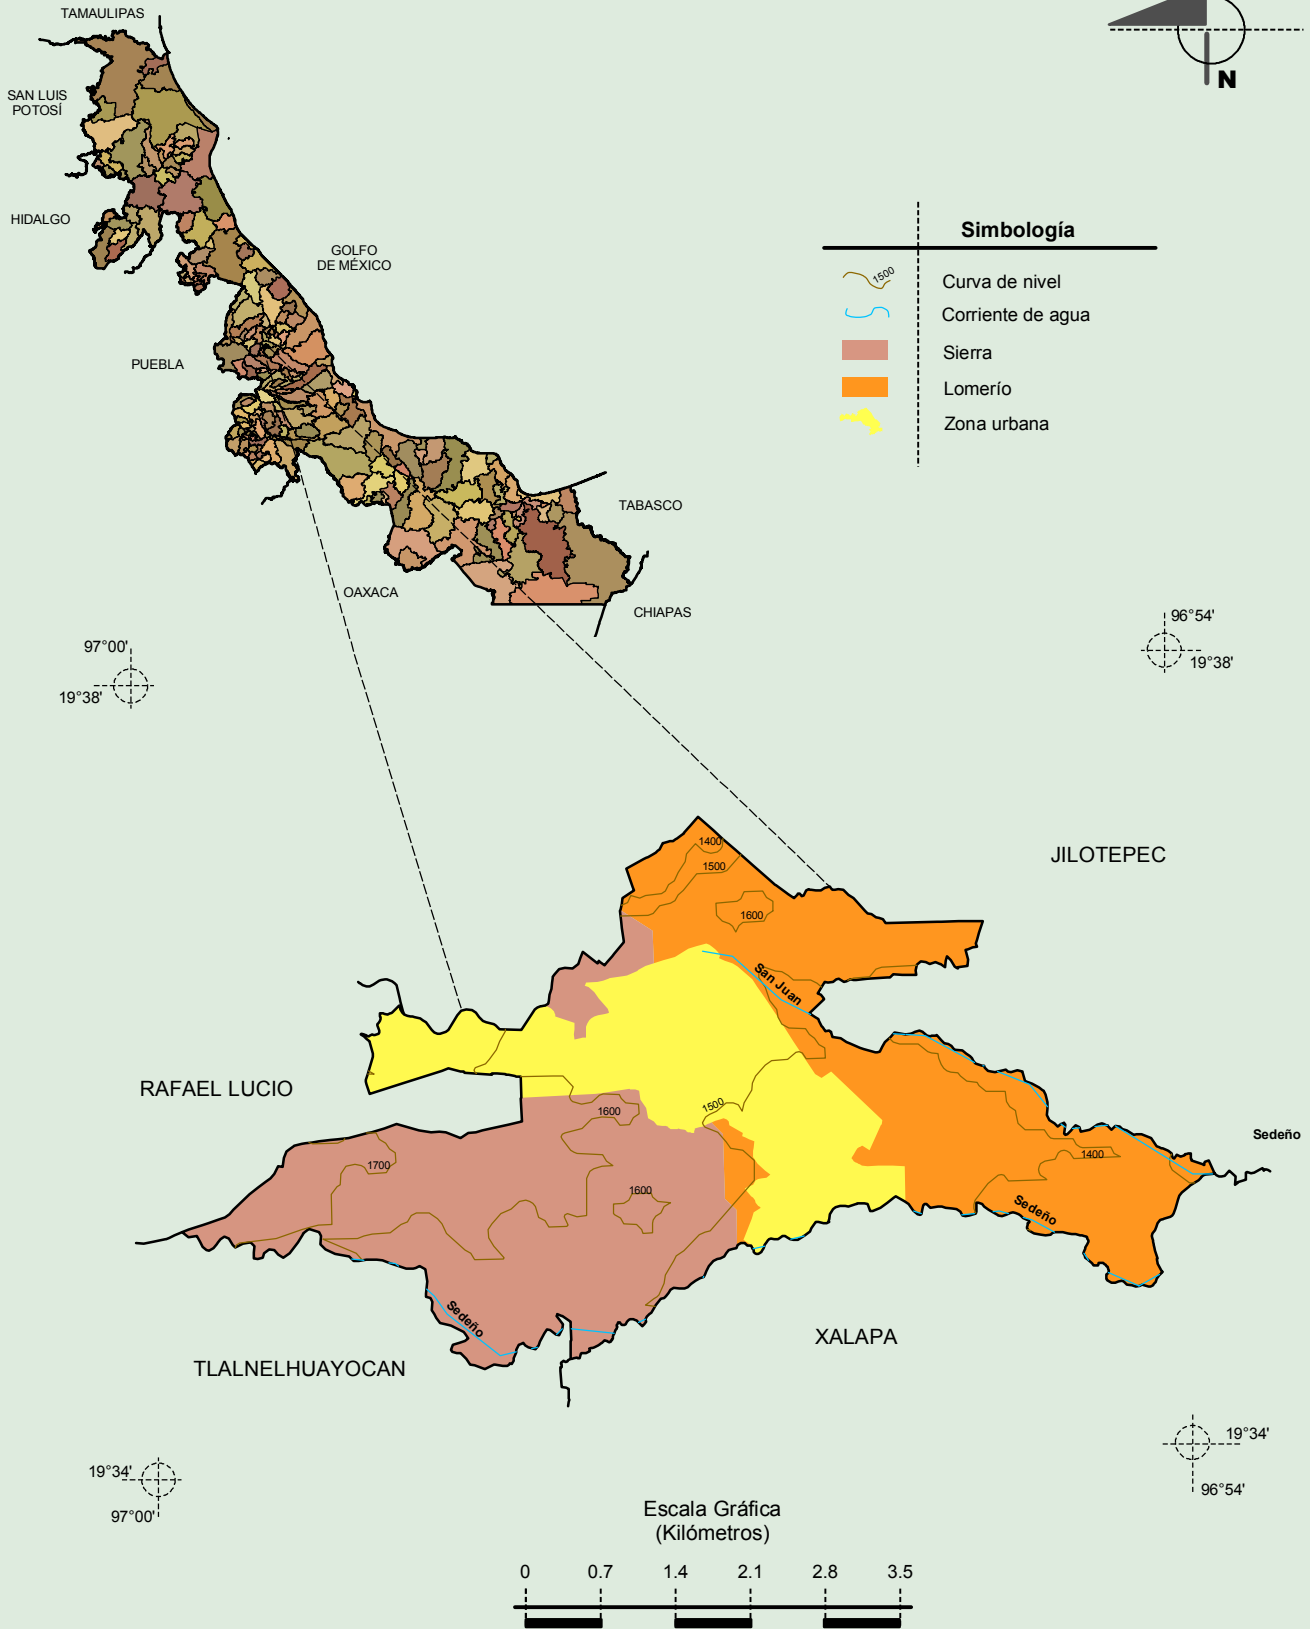 TAMAULIPAS
N
SAN LUIS
POTOSÍ
HIDALGO
GOLFO
DE MÉXICO
PUEBLA
TABASCO
OAXACA
CHIAPAS
Simbología
1500
Curva de nivel
Corriente de agua
Sierra
Lomerío
Zona urbana
97°00'
19°38'
96°54'
19°38'
JILOTEPEC
1400
1500
1600
San Juan
RAFAEL LUCIO
1600
1500
1700
1600
1400
Sedeño
Sedeño
Sedeño
XALAPA
TLALNELHUAYOCAN
19°34'
97°00'
19°34'
96°54'
Escala Gráfica
(Kilómetros)
0 0.7 1.4 2.1 2.8 3.5